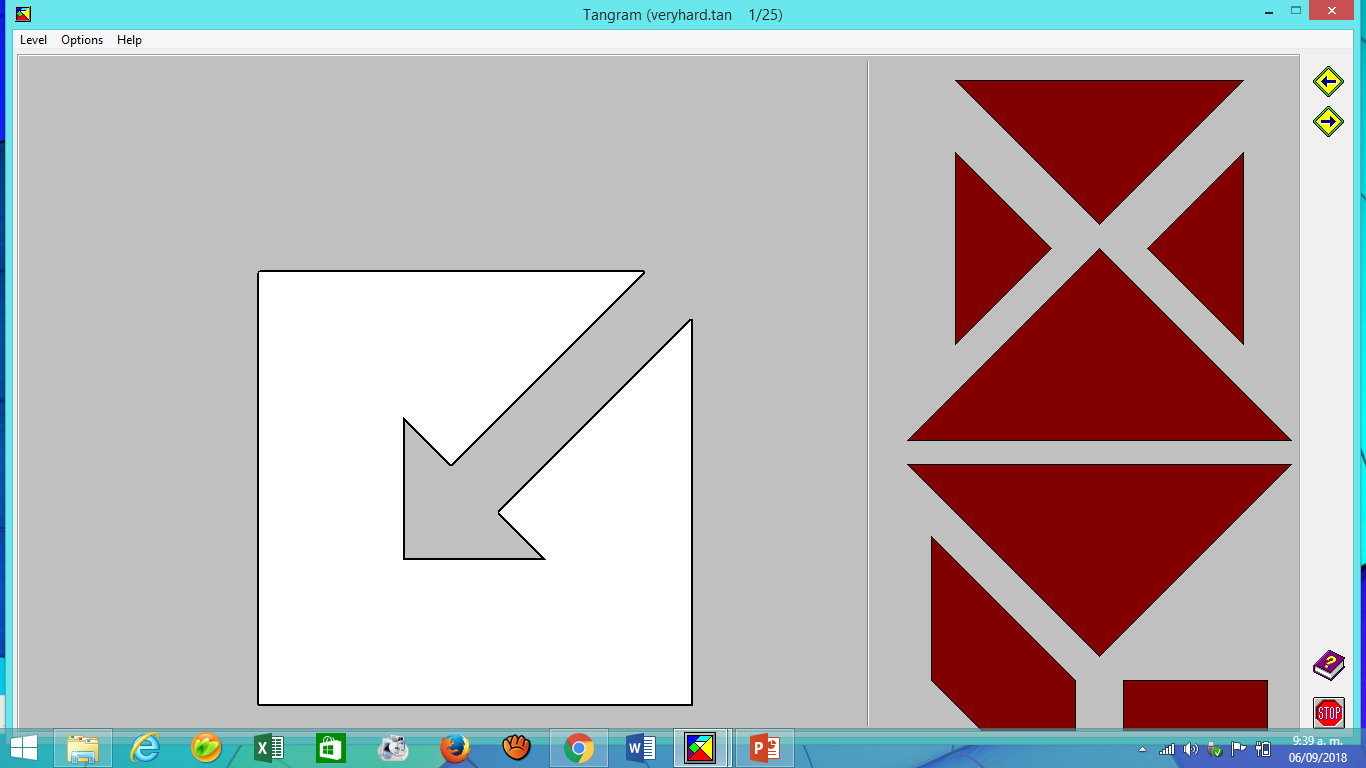 Tangram (veryhard.tan 1/25)
Level Options Help
?
STOP
9:39 a. m.
06/09/2018